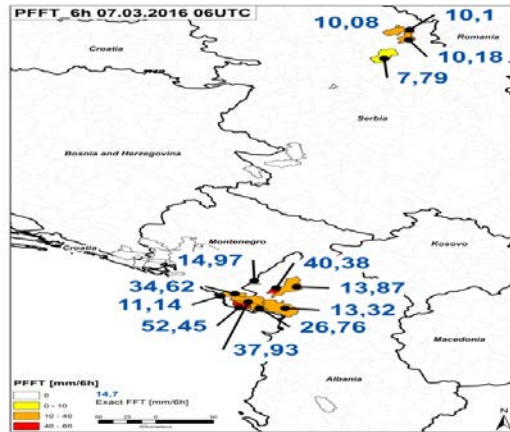 PFFT_6h 07.03.2016 06UTC
10,08
10,1
Romania
Croatia
10,18
7,79
Serbia
Bosnia and Herzegovina
Croatia
Montenegro
Kosovo
14,97
40,38
34,62
13,87
11,14
13,32
52,45
26,76
37,93
Macedonia
Albania
PFFT [mm/6h]
0
0 - 10
10 - 40
40 - 60
14,7
Exact FFT [mm/6h]
N